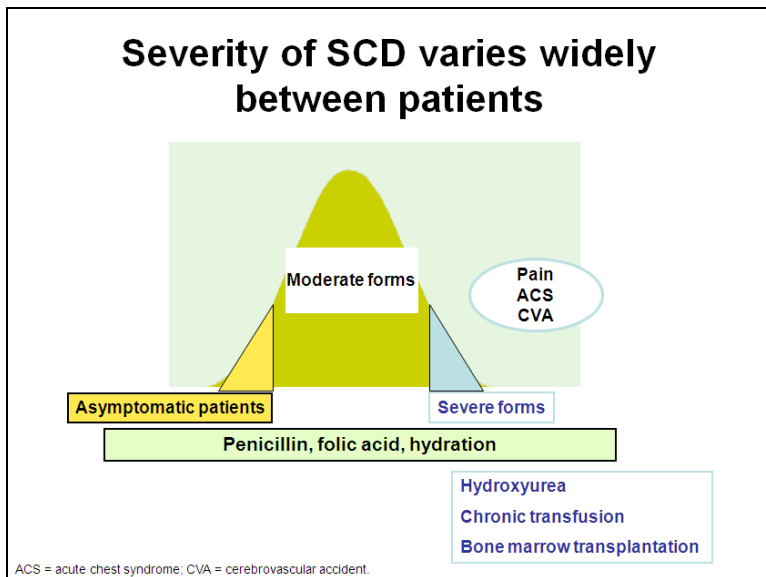 Severity of SCD varies widely
between patients
Moderate forms
Pain
ACS
CVA
Asymptomatic patients
Severe forms
Penicillin, folic acid, hydration
Hydroxyurea
Chronic transfusion
Bone marrow transplantation
ACS = acute chest syndrome; CVA = cerebrovascular accident.